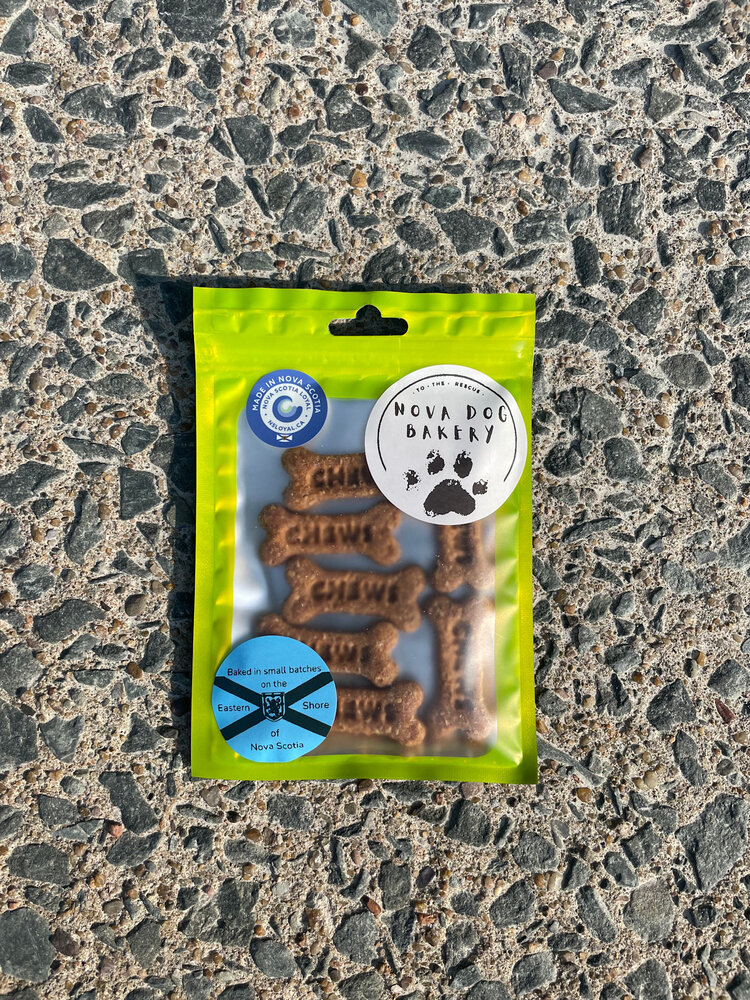 MADE IN NOVA SCOTIA
NOVA SCOTIA LOYAL
NSLOYAL.CA
· TO · THE · RESCUE ·
NOVA DOG
BAKERY
CHEWS
CHEWS
CHEWS
Baked in small batches
on the
Eastern Shore
of
Nova Scotia